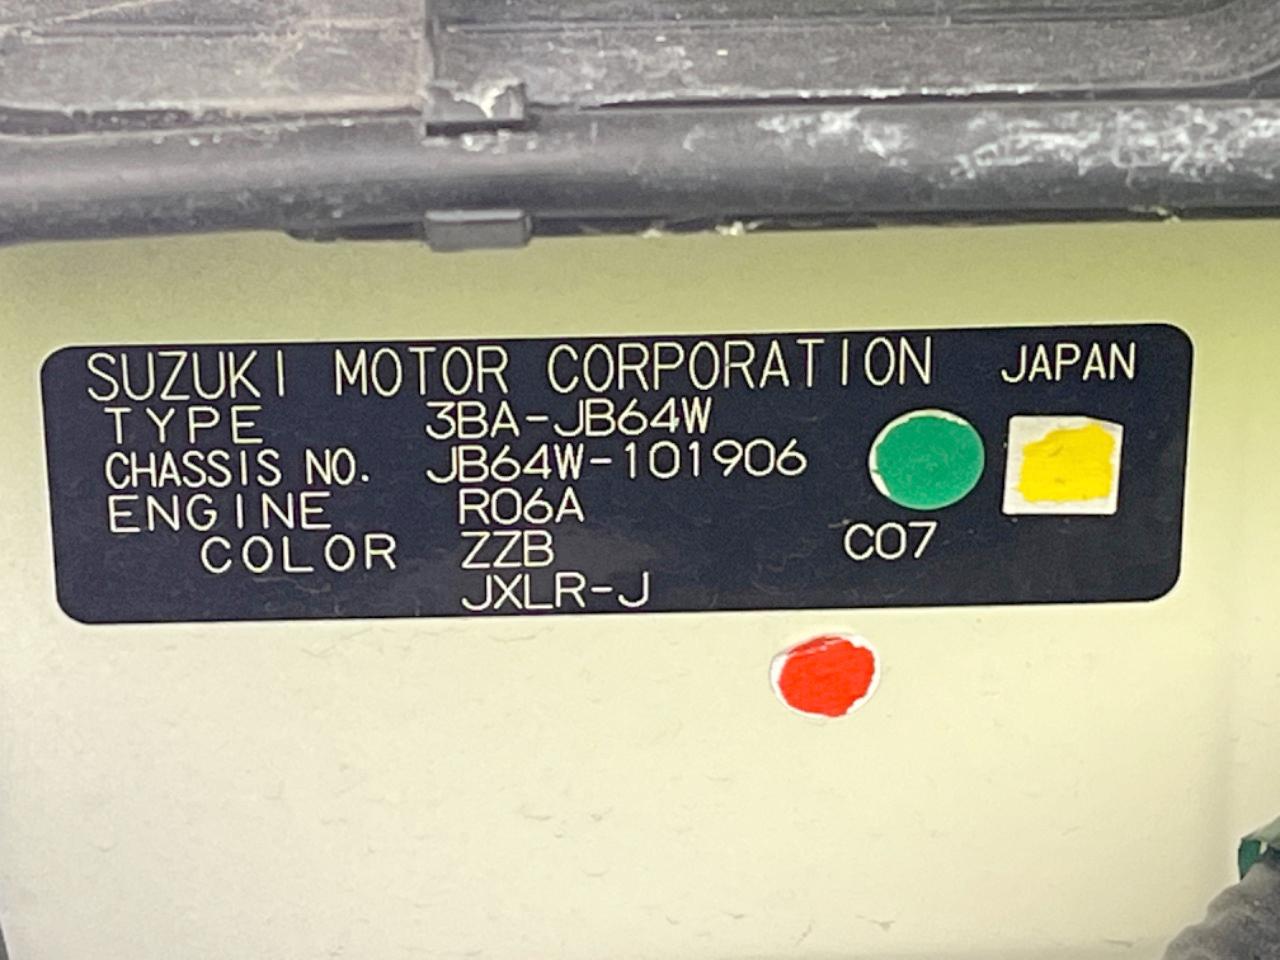 SUZUKI MOTOR CORPORATION JAPAN
TYPE 3BA-JB64W
CHASSIS NO. JB64W-101906
ENGINE R06A
COLOR ZZB C07
JXLR-J